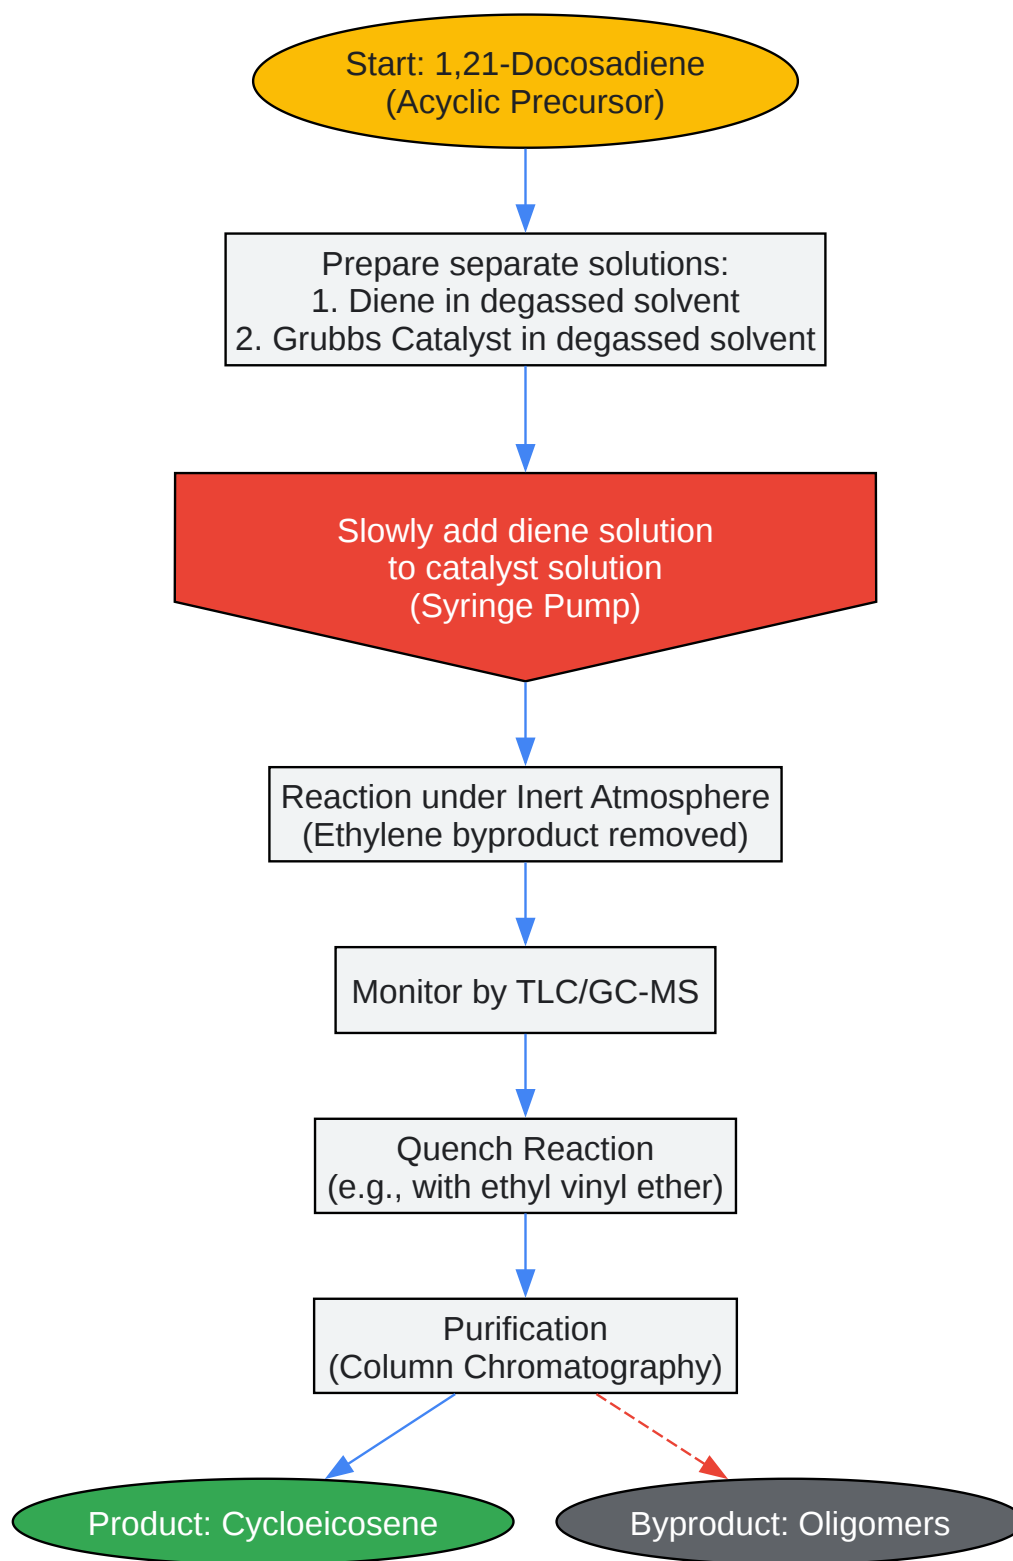 Start: 1,21-Docosadiene
(Acyclic Precursor)
Prepare separate solutions:
1. Diene in degassed solvent
2. Grubbs Catalyst in degassed solvent
Slowly add diene solution
to catalyst solution
(Syringe Pump)
Reaction under Inert Atmosphere
(Ethylene byproduct removed)
Monitor by TLC/GC-MS
Quench Reaction
(e.g., with ethyl vinyl ether)
Purification
(Column Chromatography)
Product: Cycloeicosene
Byproduct: Oligomers